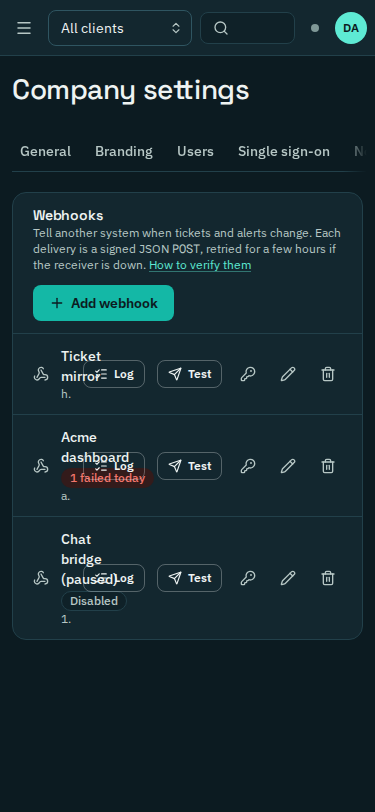 All clients
DA
Company settings
General Branding Users Single sign-on N
Webhooks
Tell another system when tickets and alerts change. Each
delivery is a signed JSON POST, retried for a few hours if
the receiver is down. How to verify them
Add webhook
Ticket
mirror
h.
Log Test
Acme
dashboard
1 failed today
a.
Log Test
Chat
bridge
(paused)
Disabled
1.
Log Test